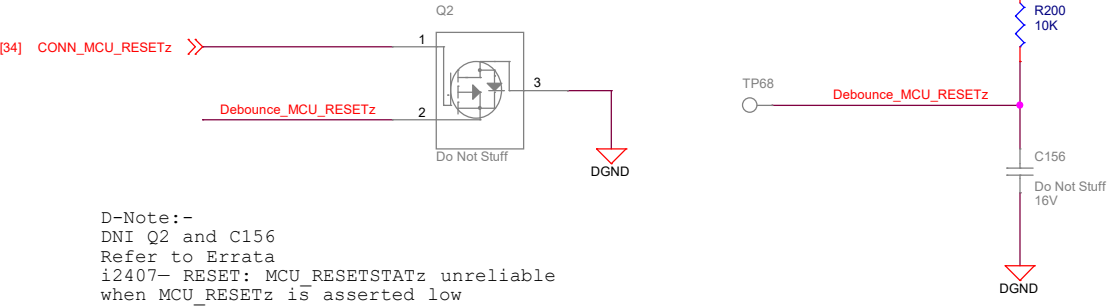 Q2
R200
10K
[34] CONN_MCU_RESETz
1
3
TP68
Debounce_MCU_RESETz
Debounce_MCU_RESETz
2
Do Not Stuff
DGND
C156
Do Not Stuff
16V
D-Note:-
DNI Q2 and C156
Refer to Errata
i2407— RESET: MCU_RESETSTATz unreliable
when MCU_RESETz is asserted low
DGND